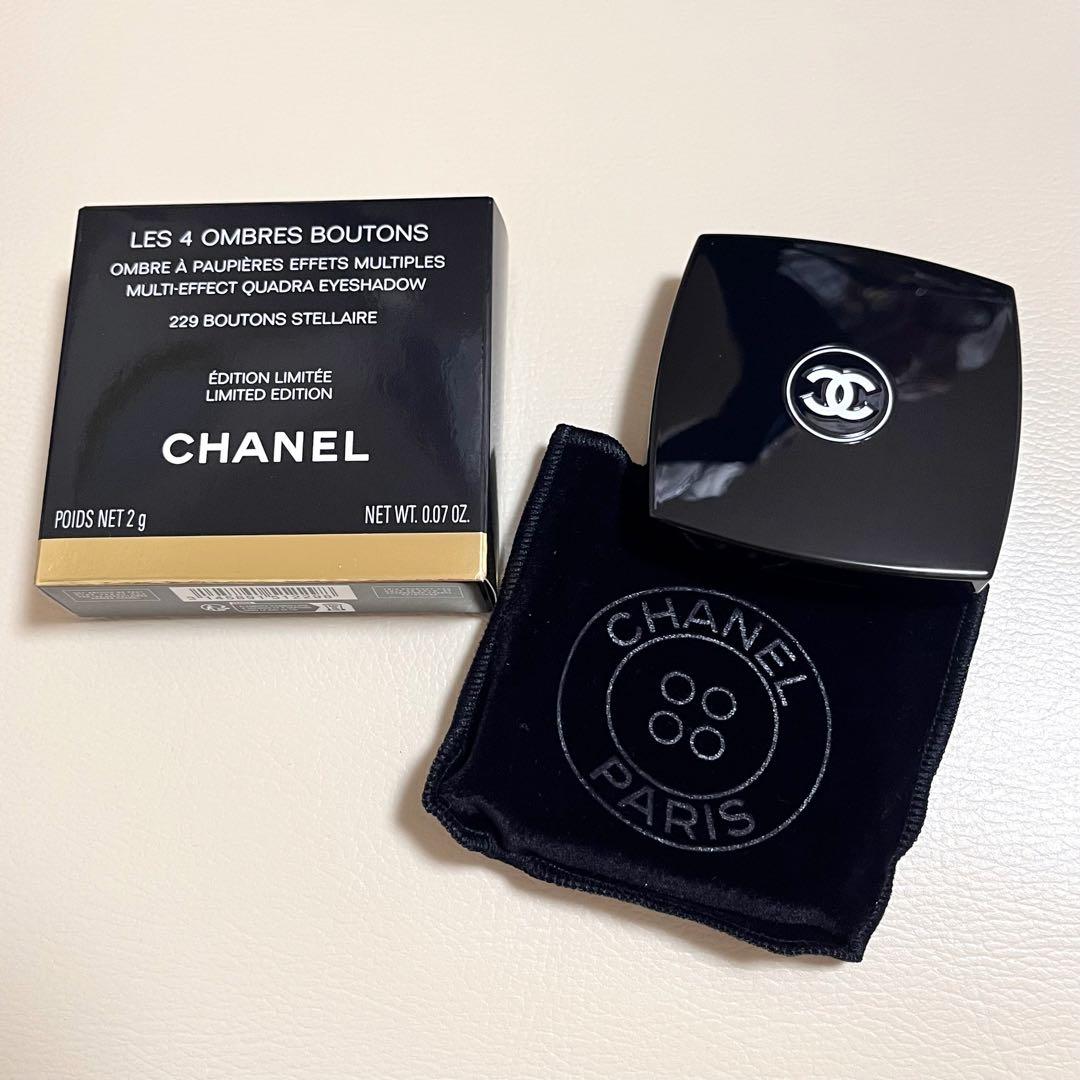 LES 4 OMBRES BOUTONS
OMBRE À PAUPIÈRES EFFETS MULTIPLES
MULTI-EFFECT QUADRA EYESHADOW
229 BOUTONS STELLAIRE
ÉDITION LIMITÉE
LIMITED EDITION
CHANEL
POIDS NET 2 g
NET WT. 0.07 OZ.
CHANEL
PARIS